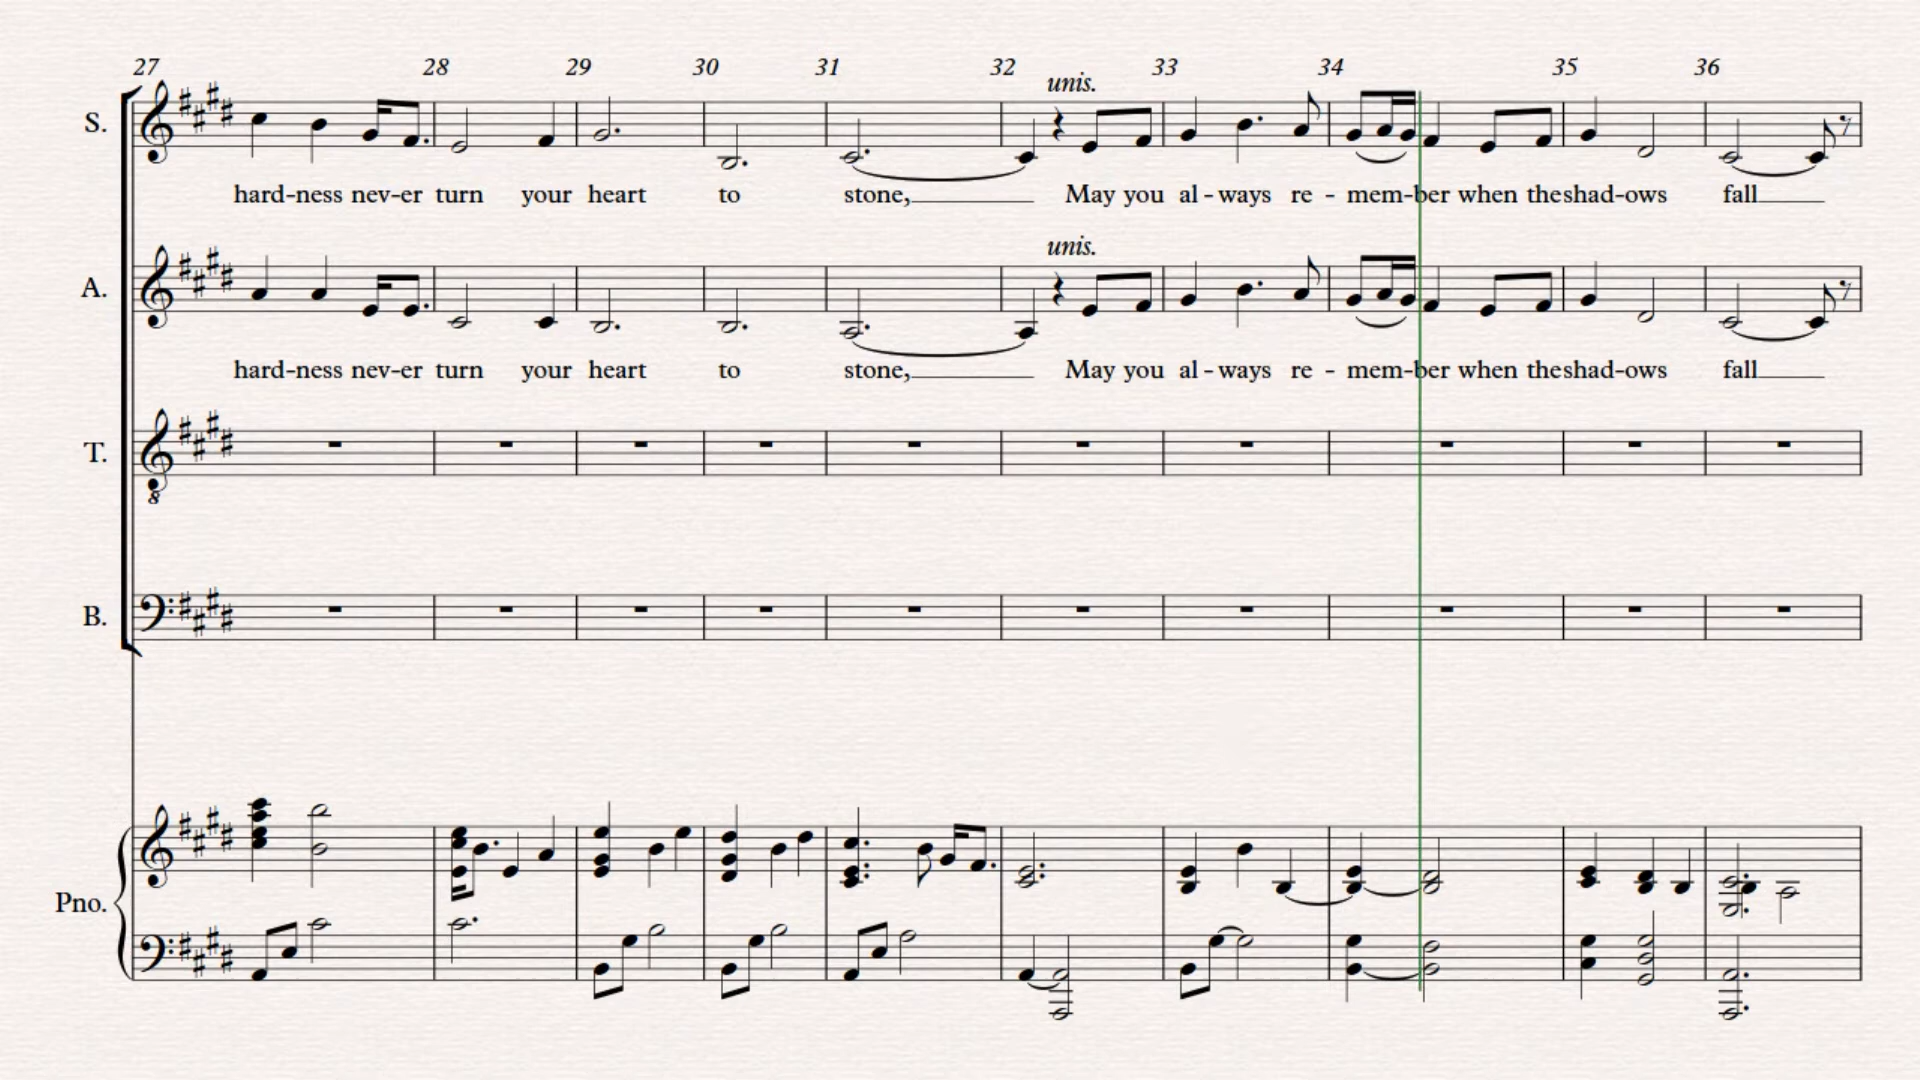 27 28 29 30 31 32 33 34 35 36
unis.
S.
hard-ness nev-er turn your heart to stone, May you al-ways re-mem-ber when the shad-ows fall
unis.
A.
hard-ness nev-er turn your heart to stone, May you al-ways re-mem-ber when the shad-ows fall
T.
8
B.
Pno.